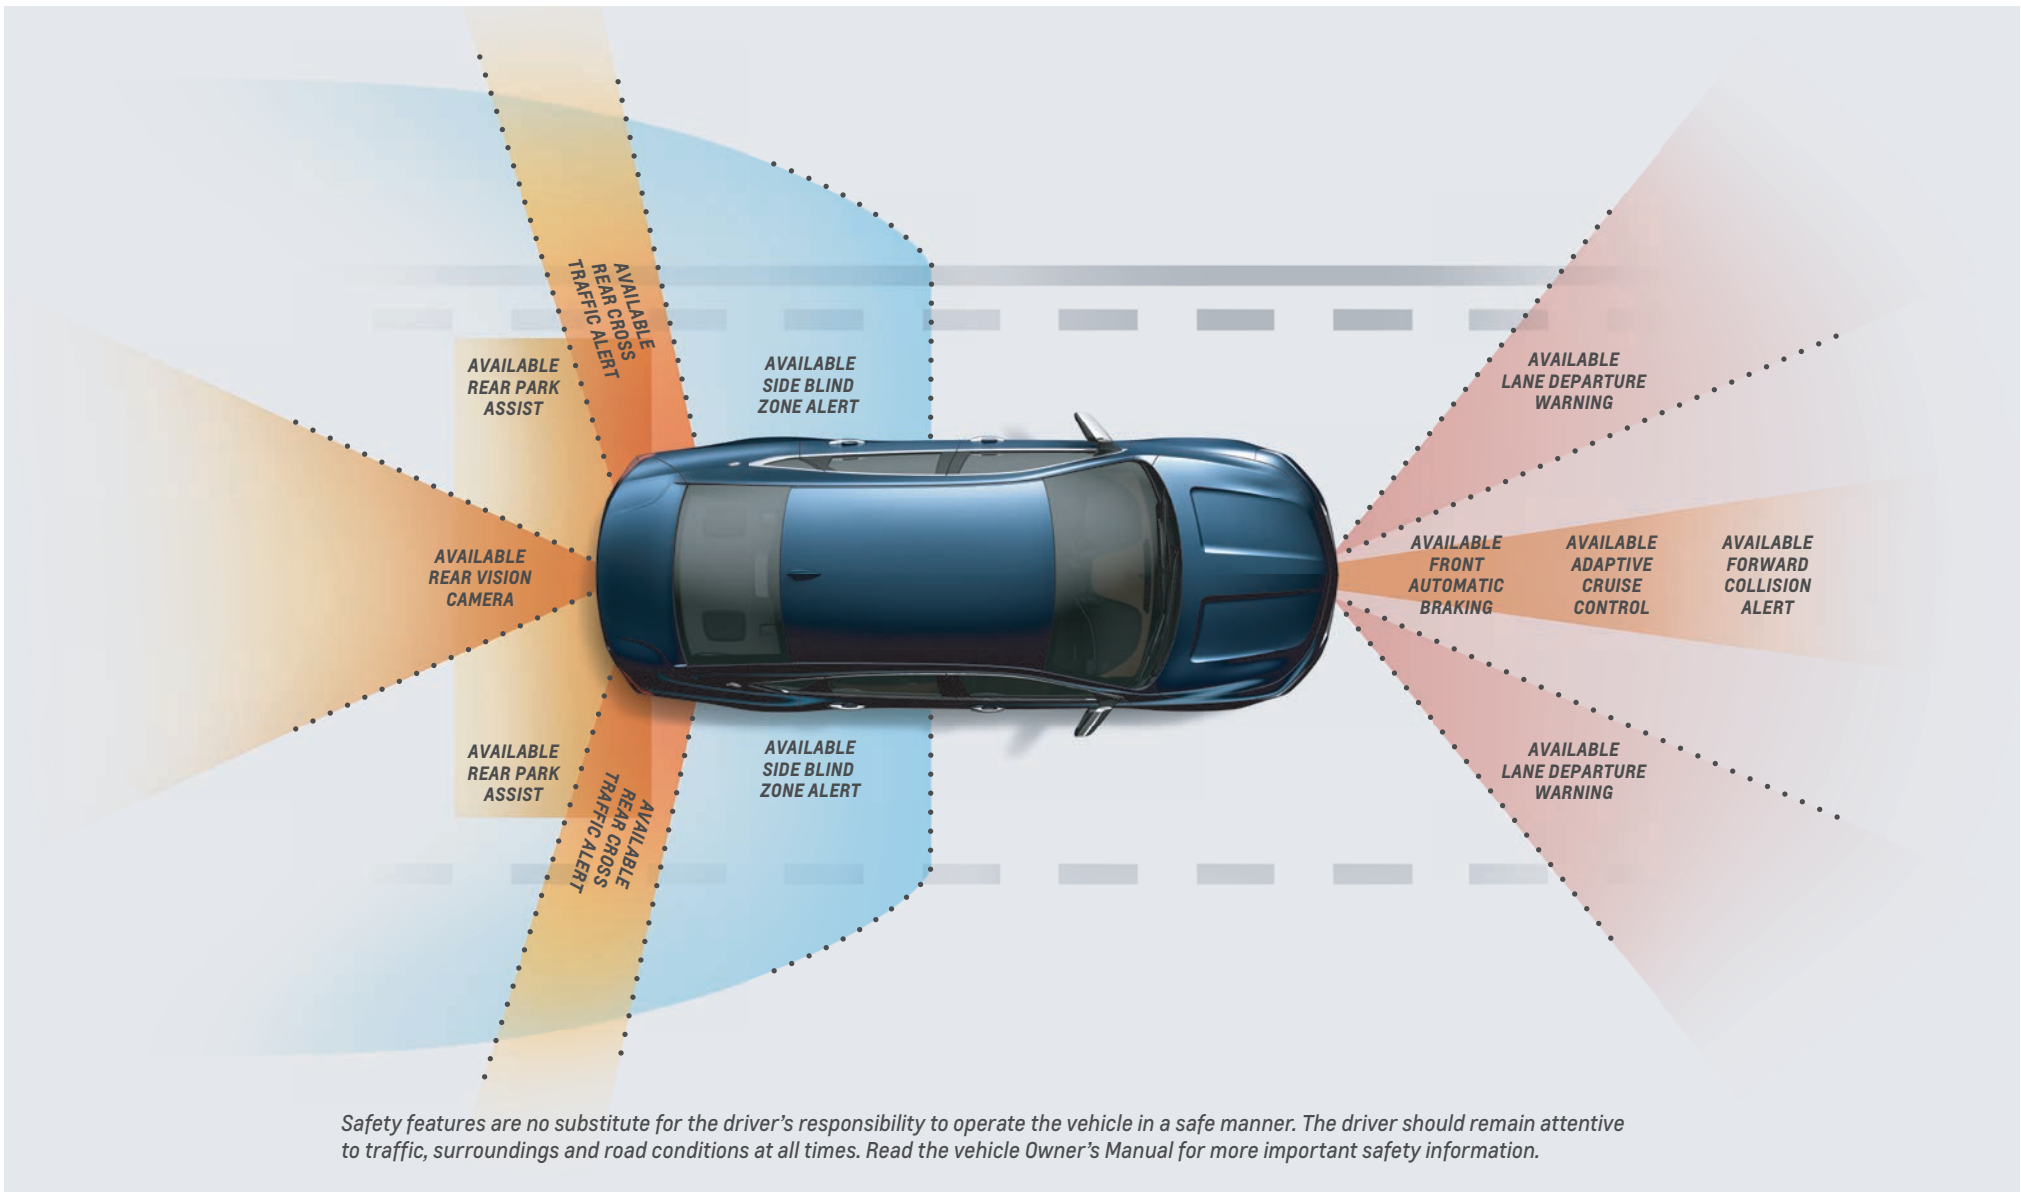 AVAILABLE
REAR CROSS
TRAFFIC ALERT
AVAILABLE
REAR PARK
ASSIST
AVAILABLE
SIDE BLIND
ZONE ALERT
AVAILABLE
LANE DEPARTURE
WARNING
AVAILABLE
REAR VISION
CAMERA
AVAILABLE
FRONT
AUTOMATIC
BRAKING
AVAILABLE
ADAPTIVE
CRUISE
CONTROL
AVAILABLE
FORWARD
COLLISION
ALERT
AVAILABLE
REAR PARK
ASSIST
AVAILABLE
REAR CROSS
TRAFFIC ALERT
AVAILABLE
SIDE BLIND
ZONE ALERT
AVAILABLE
LANE DEPARTURE
WARNING
Safety features are no substitute for the driver’s responsibility to operate the vehicle in a safe manner. The driver should remain attentive
to traffic, surroundings and road conditions at all times. Read the vehicle Owner’s Manual for more important safety information.